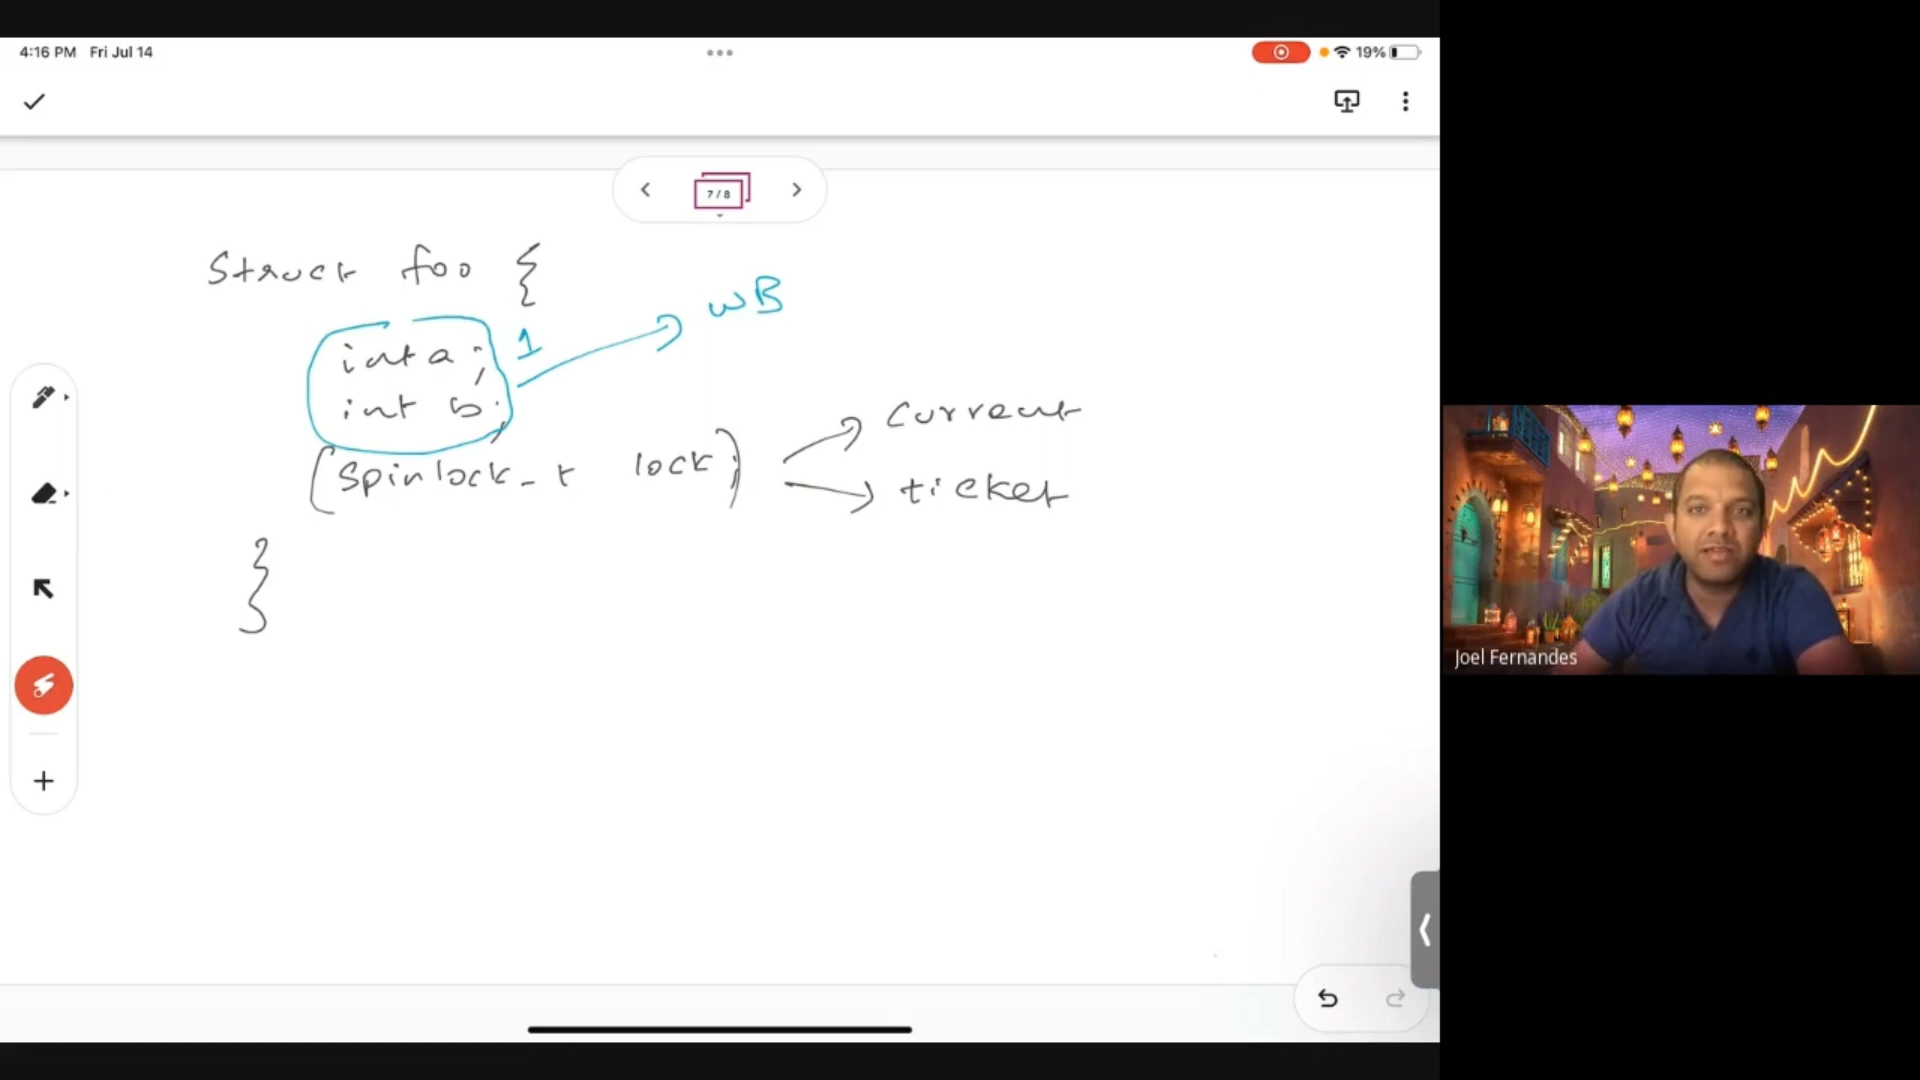 4:16 PM Fri Jul 14
19%
7/8
Struct foo {
int a; 1
int b;
WB
(spinlock_t lock;)
current
ticket
}
Joel Fernandes